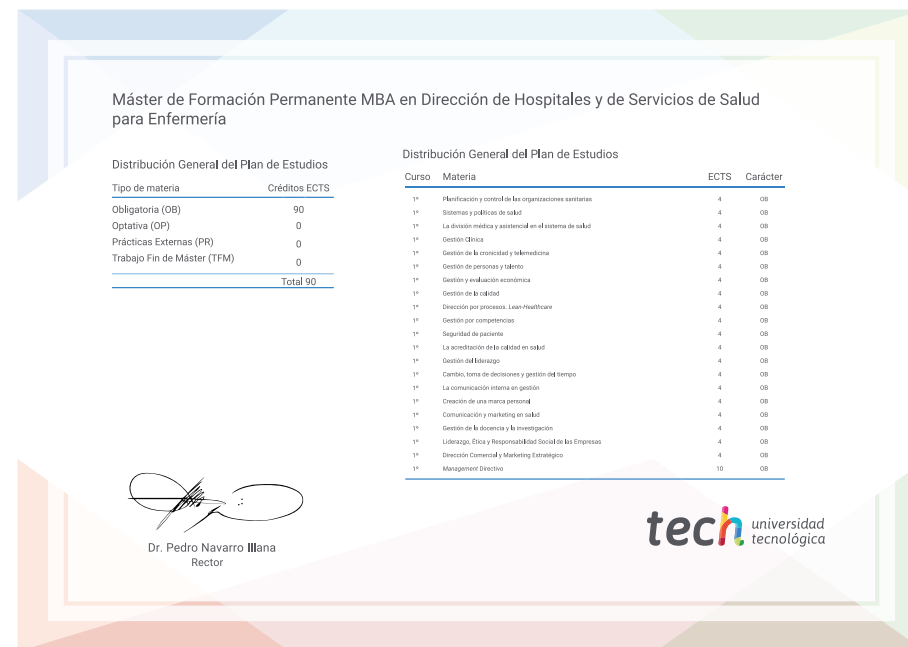 Máster de Formación Permanente MBA en Dirección de Hospitales y de Servicios de Salud
para Enfermería
Distribución General del Plan de Estudios
Tipo de materia Créditos ECTS
Obligatoria (OB) 90
Optativa (OP) 0
Prácticas Externas (PR) 0
Trabajo Fin de Máster (TFM) 0
Total 90
Distribución General del Plan de Estudios
Curso Materia ECTS Carácter
1º Planificación y control de las organizaciones sanitarias 4 OB
1º Sistemas y políticas de salud 4 OB
1º La división médica y asistencial en el sistema de salud 4 OB
1º Gestión Clínica 4 OB
1º Gestión de la cronicidad y telemedicina 4 OB
1º Gestión de personas y talento 4 OB
1º Gestión y evaluación económica 4 OB
1º Gestión de la calidad 4 OB
1º Dirección por procesos. Lean-Healthcare 4 OB
1º Gestión por competencias 4 OB
1º Seguridad de paciente 4 OB
1º La acreditación de la calidad en salud 4 OB
1º Gestión del liderazgo 4 OB
1º Cambio, toma de decisiones y gestión del tiempo 4 OB
1º La comunicación interna en gestión 4 OB
1º Creación de una marca personal 4 OB
1º Comunicación y marketing en salud 4 OB
1º Gestión de la docencia y la investigación 4 OB
1º Liderazgo, Ética y Responsabilidad Social de las Empresas 4 OB
1º Dirección Comercial y Marketing Estratégico 4 OB
1º Management Directivo 10 OB
Dr. Pedro Navarro Illana
Rector
tech universidad
tecnológica